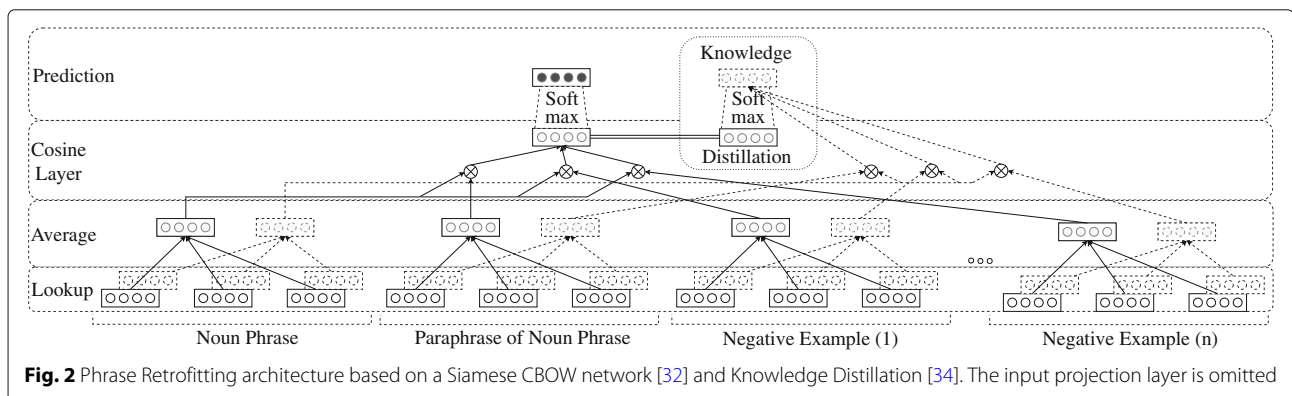 Knowledge
Prediction
Soft
max
Soft
max
Distillation
Cosine
Layer
Average
Lookup
Noun Phrase
Paraphrase of Noun Phrase
Negative Example (1)
Negative Example (n)
Fig. 2 Phrase Retrofitting architecture based on a Siamese CBOW network [32] and Knowledge Distillation [34]. The input projection layer is omitted